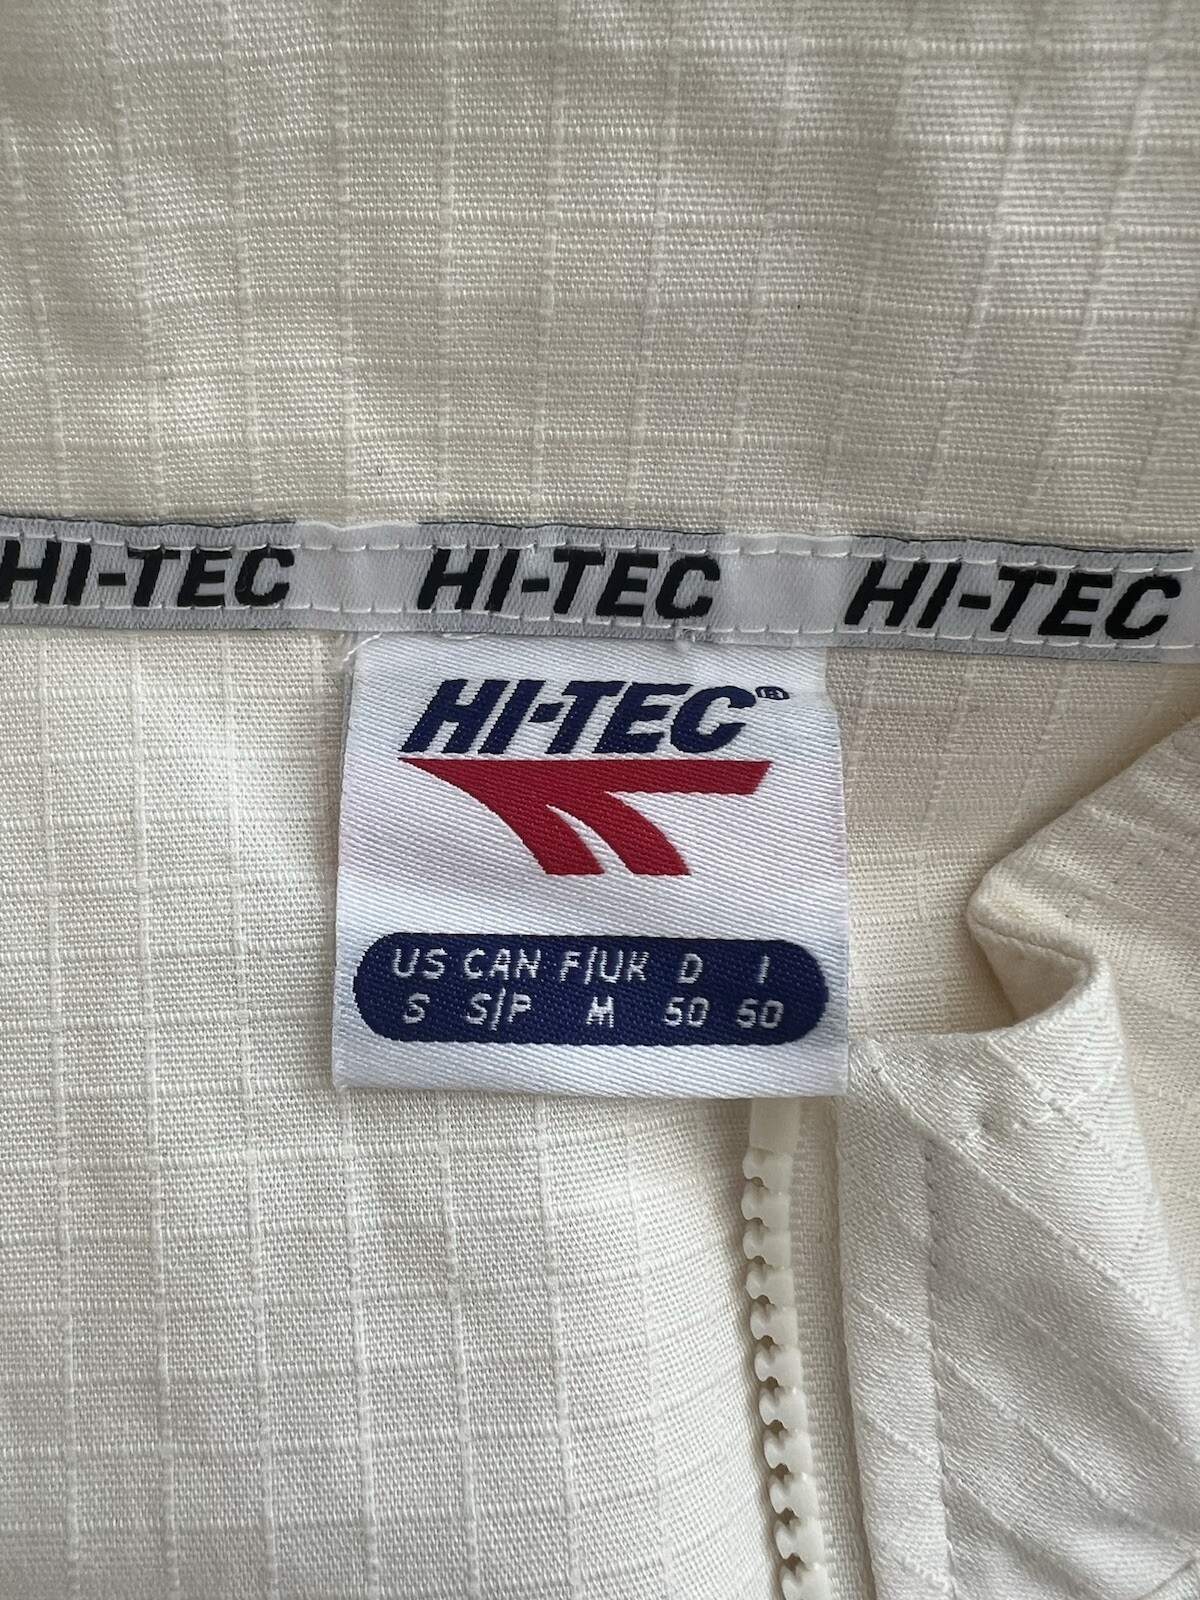 HI-TEC HI-TEC HI-TEC
HI-TEC®
US CAN F/UK D I
S S/P M 50 50